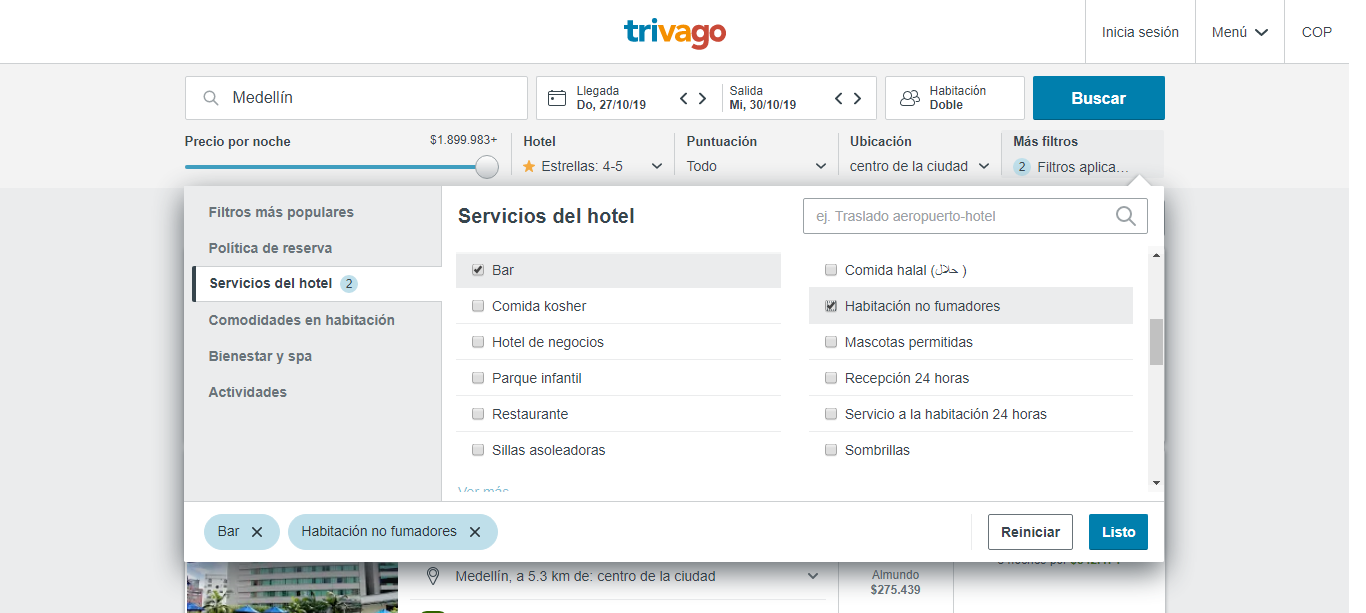 trivago
Inicia sesión
Menú
COP
Medellín
Llegada
Do, 27/10/19
Salida
Mi, 30/10/19
Habitación
Doble
Buscar
Precio por noche
$1.899.983+
Hotel
Estrellas: 4-5
Puntuación
Todo
Ubicación
centro de la ciudad
Más filtros
2 Filtros aplica...
Filtros más populares
Política de reserva
Servicios del hotel 2
Comodidades en habitación
Bienestar y spa
Actividades
Servicios del hotel
ej. Traslado aeropuerto-hotel
Bar
Comida kosher
Hotel de negocios
Parque infantil
Restaurante
Sillas asoleadoras
Ver más
Comida halal (حلال )
Habitación no fumadores
Mascotas permitidas
Recepción 24 horas
Servicio a la habitación 24 horas
Sombrillas
Bar
Habitación no fumadores
Reiniciar
Listo
Medellín, a 5.3 km de: centro de la ciudad
Almundo
$275.439